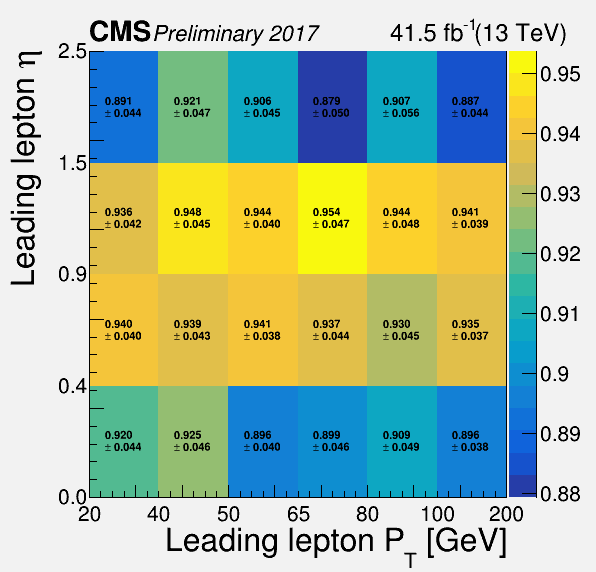 CMS Preliminary 2017 41.5 fb⁻¹(13 TeV)
Leading lepton η
2.5
0.891 ± 0.044
0.921 ± 0.047
0.906 ± 0.045
0.879 ± 0.050
0.907 ± 0.056
0.887 ± 0.044
1.5
0.936 ± 0.042
0.948 ± 0.045
0.944 ± 0.040
0.954 ± 0.047
0.944 ± 0.048
0.941 ± 0.039
0.9
0.940 ± 0.040
0.939 ± 0.043
0.941 ± 0.038
0.937 ± 0.044
0.930 ± 0.045
0.935 ± 0.037
0.4
0.920 ± 0.044
0.925 ± 0.046
0.896 ± 0.040
0.899 ± 0.046
0.909 ± 0.049
0.896 ± 0.038
0.0
20 40 50 65 80 100 200
Leading lepton P_T [GeV]
0.95
0.94
0.93
0.92
0.91
0.9
0.89
0.88